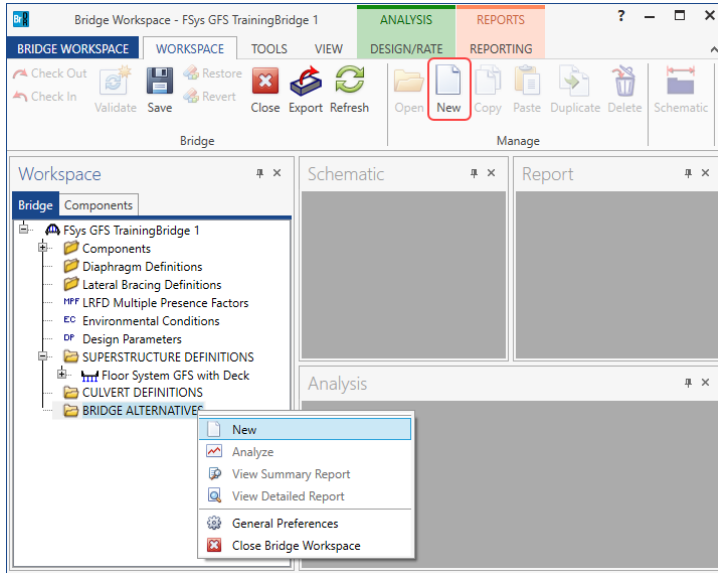 Br Bridge Workspace - FSys GFS TrainingBridge 1 ANALYSIS REPORTS ?
BRIDGE WORKSPACE WORKSPACE TOOLS VIEW DESIGN/RATE REPORTING
Check Out
Check In
Validate
Save
Restore
Revert
Close
Export
Refresh
Open
New
Copy
Paste
Duplicate
Delete
Schematic
Bridge
Manage
Workspace
Schematic
Report
Bridge Components
FSys GFS TrainingBridge 1
Components
Diaphragm Definitions
Lateral Bracing Definitions
MPF LRFD Multiple Presence Factors
EC Environmental Conditions
DP Design Parameters
SUPERSTRUCTURE DEFINITIONS
Floor System GFS with Deck
CULVERT DEFINITIONS
BRIDGE ALTERNATIVES
Analysis
New
Analyze
View Summary Report
View Detailed Report
General Preferences
Close Bridge Workspace